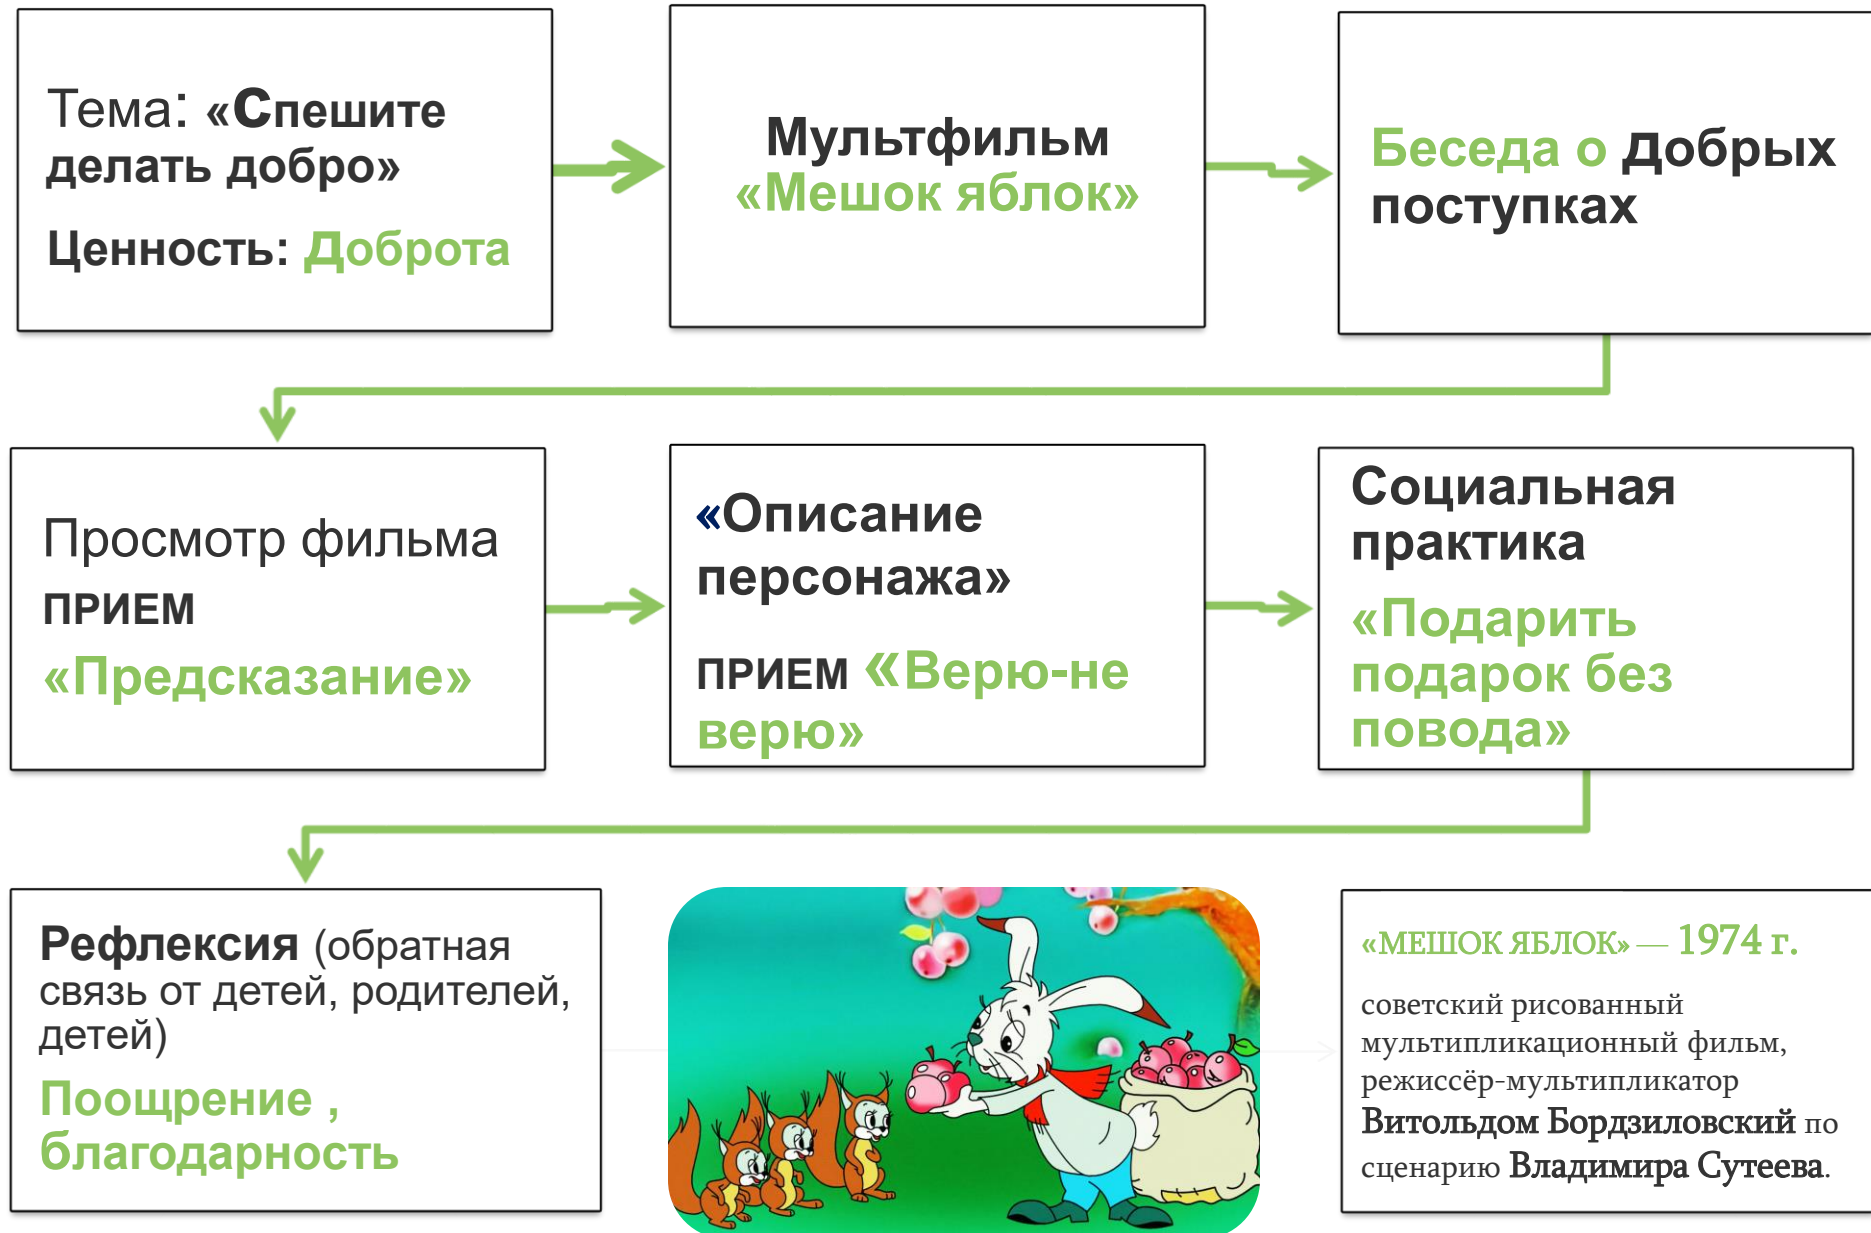 Тема: «Спешите
делать добро»
Ценность: Доброта
Мультфильм
«Мешок яблок»
Беседа о Добрых
поступках
Просмотр фильма
ПРИЕМ
«Предсказание»
«Описание
персонажа»
ПРИЕМ «Верю-не
верю»
Социальная
практика
«Подарить
подарок без
повода»
Рефлексия (обратная
связь от детей, родителей,
детей)
Поощрение ,
благодарность
«МЕШОК ЯБЛОК» — 1974 г.
советский рисованный
мультипликационный фильм,
режиссёр-мультипликатор
Витольдом Бордзиловский по
сценарию Владимира Сутеева.